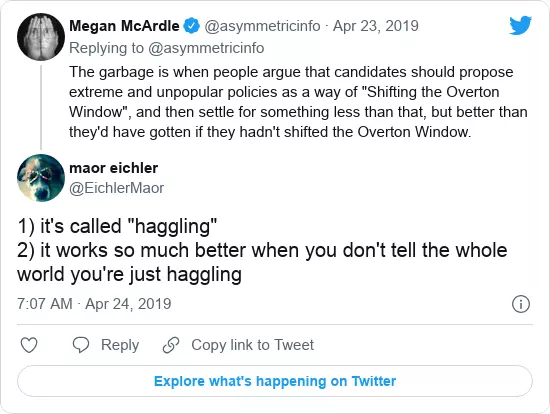 Megan McArdle @asymmetricinfo · Apr 23, 2019
Replying to @asymmetricinfo
The garbage is when people argue that candidates should propose
extreme and unpopular policies as a way of "Shifting the Overton
Window", and then settle for something less than that, but better than
they'd have gotten if they hadn't shifted the Overton Window.
maor eichler
@EichlerMaor
1) it's called "haggling"
2) it works so much better when you don't tell the whole
world you're just haggling
7:07 AM · Apr 24, 2019
Reply Copy link to Tweet
Explore what's happening on Twitter